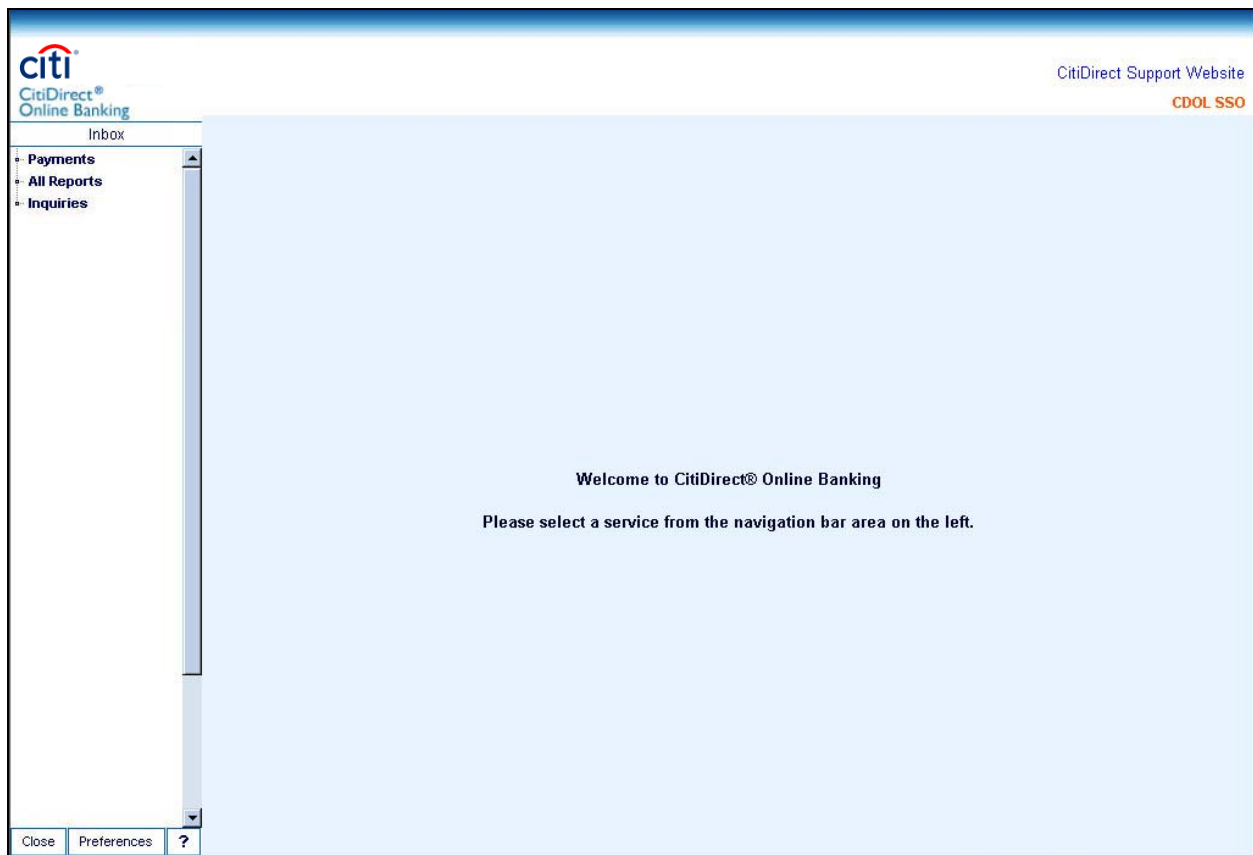 citi
CitiDirect®
Online Banking
CitiDirect Support Website
CDOL SSO
Inbox
Payments
All Reports
Inquiries
Welcome to CitiDirect® Online Banking
Please select a service from the navigation bar area on the left.
Close Preferences ?